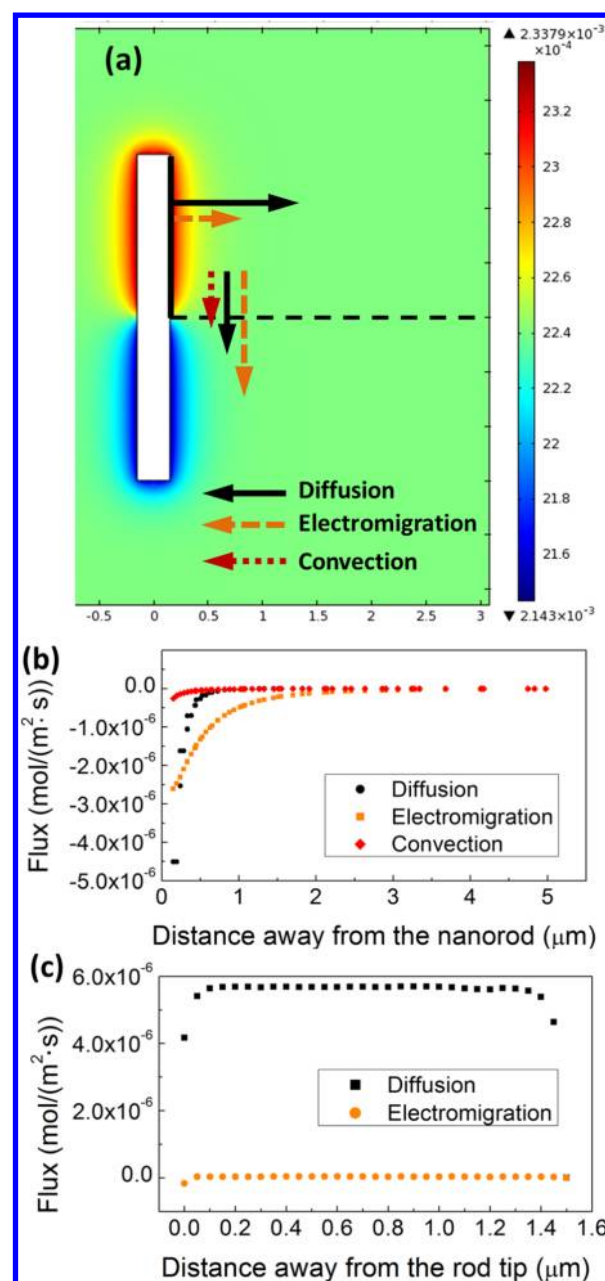 (a)
▲ 2.3379×10⁻³
×10⁻⁴
23.2
23
22.8
22.6
22.4
22.2
22
21.8
21.6
▼ 2.143×10⁻³
Diffusion
Electromigration
Convection
-0.5 0 0.5 1 1.5 2 2.5 3
(b)
Flux (mol/(m²·s))
0.0
-1.0x10⁻⁶
-2.0x10⁻⁶
-3.0x10⁻⁶
-4.0x10⁻⁶
-5.0x10⁻⁶
Diffusion
Electromigration
Convection
0 1 2 3 4 5
Distance away from the nanorod (μm)
(c)
Flux (mol/(m²·s))
6.0x10⁻⁶
4.0x10⁻⁶
2.0x10⁻⁶
0.0
Diffusion
Electromigration
0.0 0.2 0.4 0.6 0.8 1.0 1.2 1.4 1.6
Distance away from the rod tip (μm)